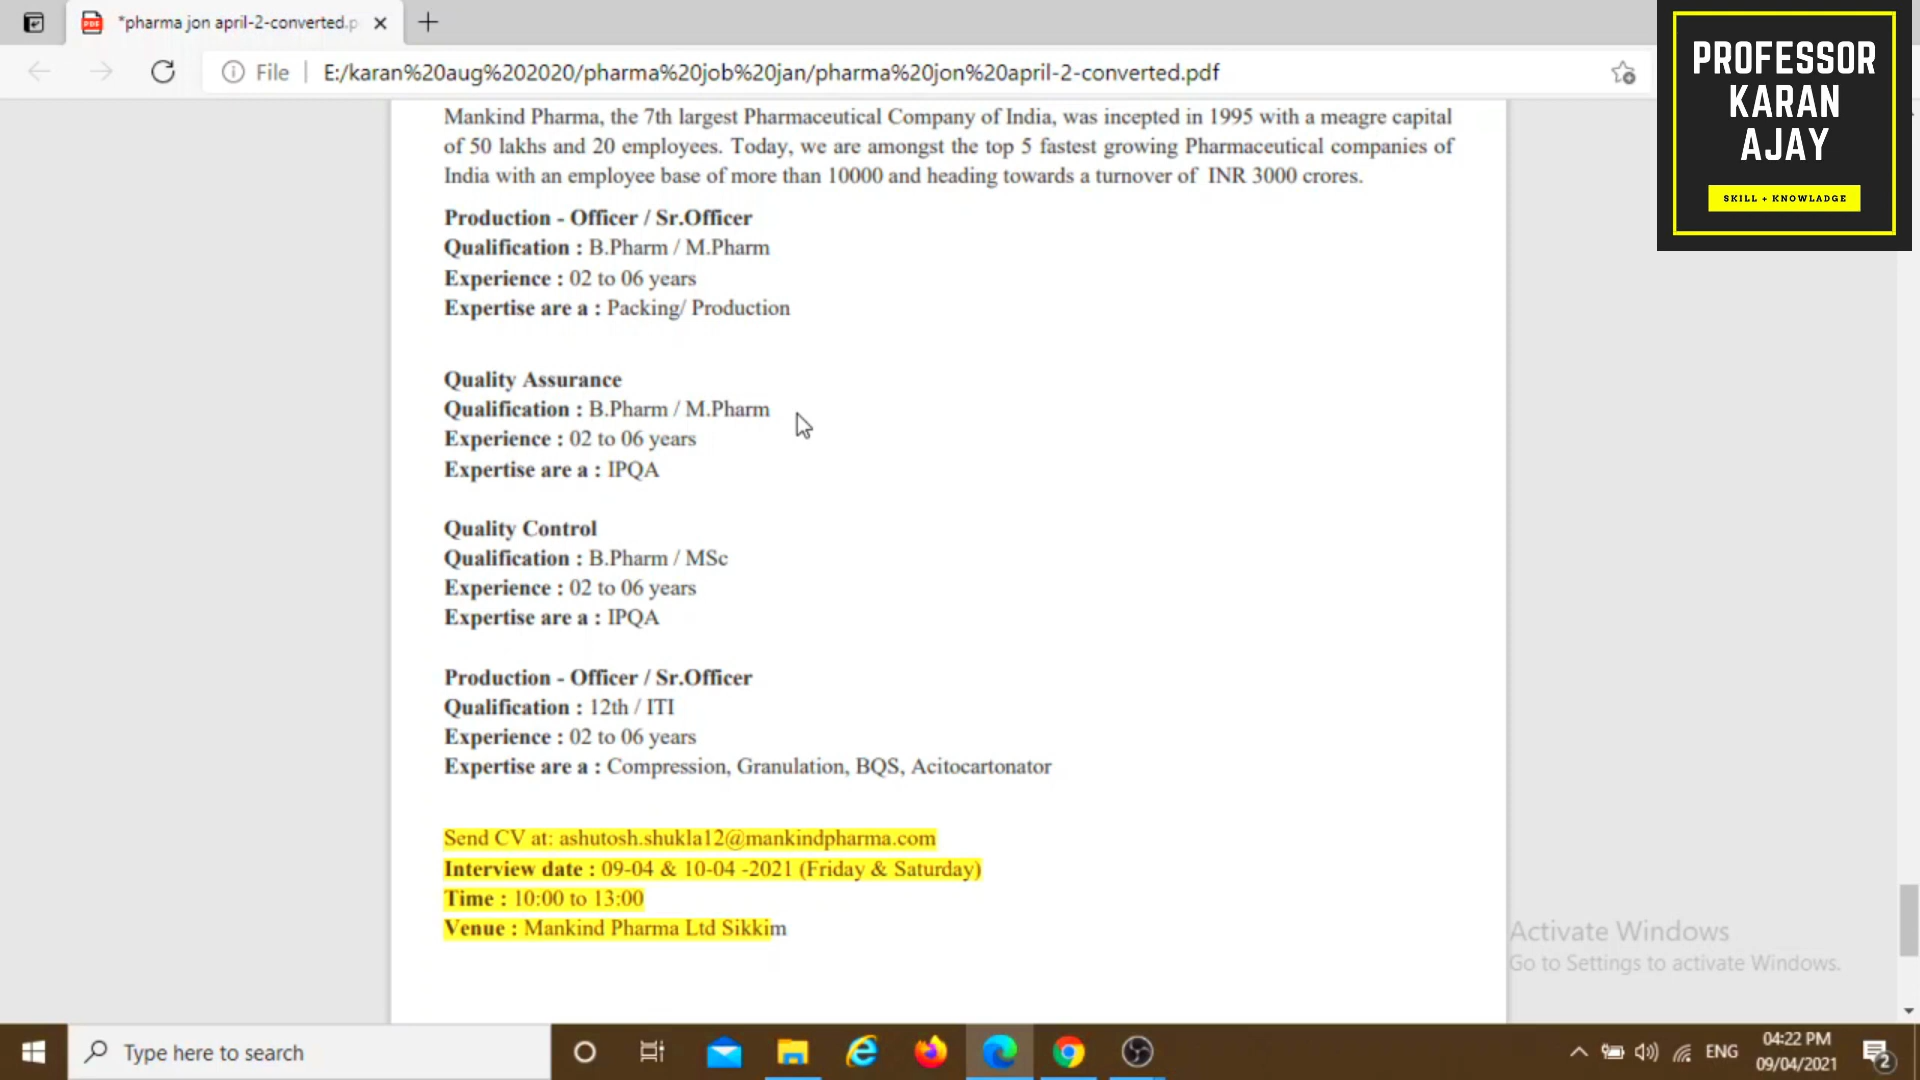 *pharma jon april-2-converted.p
File
E:/karan%20aug%202020/pharma%20job%20jan/pharma%20jon%20april-2-converted.pdf
PROFESSOR
KARAN
AJAY
SKILL + KNOWLADGE
Mankind Pharma, the 7th largest Pharmaceutical Company of India, was incepted in 1995 with a meagre capital
of 50 lakhs and 20 employees. Today, we are amongst the top 5 fastest growing Pharmaceutical companies of
India with an employee base of more than 10000 and heading towards a turnover of INR 3000 crores.
Production - Officer / Sr.Officer
Qualification : B.Pharm / M.Pharm
Experience : 02 to 06 years
Expertise are a : Packing/ Production
Quality Assurance
Qualification : B.Pharm / M.Pharm
Experience : 02 to 06 years
Expertise are a : IPQA
Quality Control
Qualification : B.Pharm / MSc
Experience : 02 to 06 years
Expertise are a : IPQA
Production - Officer / Sr.Officer
Qualification : 12th / ITI
Experience : 02 to 06 years
Expertise are a : Compression, Granulation, BQS, Acitocartonator
Send CV at: ashutosh.shukla12@mankindpharma.com
Interview date : 09-04 & 10-04 -2021 (Friday & Saturday)
Time : 10:00 to 13:00
Venue : Mankind Pharma Ltd Sikkim
Activate Windows
Go to Settings to activate Windows.
Type here to search
ENG
04:22 PM
09/04/2021
2